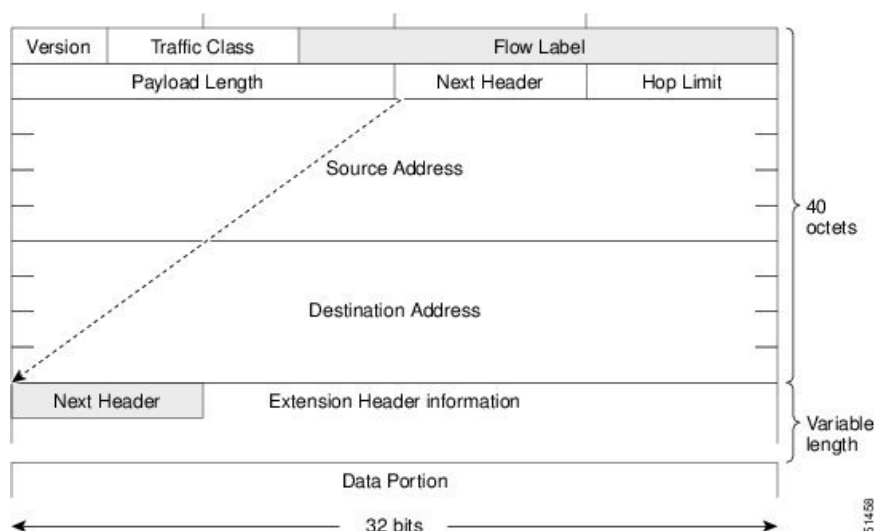 Version Traffic Class Flow Label
Payload Length Next Header Hop Limit
Source Address
40
octets
Destination Address
Next Header Extension Header information
Variable
length
Data Portion
32 bits